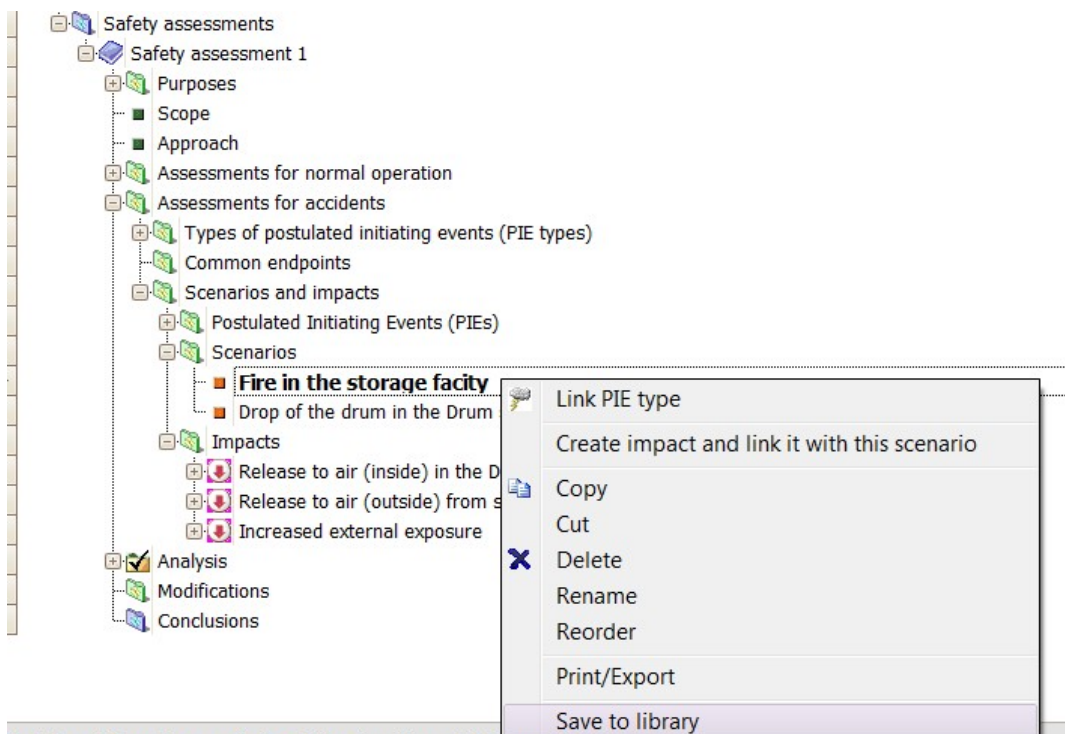 Safety assessments
Safety assessment 1
Purposes
Scope
Approach
Assessments for normal operation
Assessments for accidents
Types of postulated initiating events (PIE types)
Common endpoints
Scenarios and impacts
Postulated Initiating Events (PIEs)
Scenarios
Fire in the storage facity
Drop of the drum in the Drum
Impacts
Release to air (inside) in the D
Release to air (outside) from s
Increased external exposure
Analysis
Modifications
Conclusions
Link PIE type
Create impact and link it with this scenario
Copy
Cut
Delete
Rename
Reorder
Print/Export
Save to library